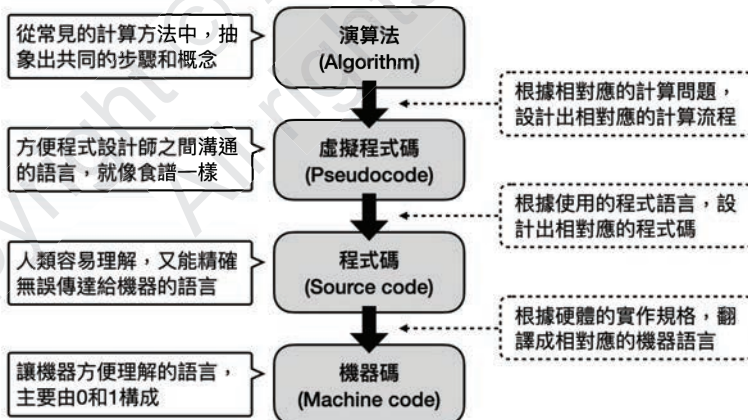 從常見的計算方法中，抽
象出共同的步驟和概念
演算法
(Algorithm)
根據相對應的計算問題，
設計出相對應的計算流程
方便程式設計師之間溝通
的語言，就像食譜一樣
虛擬程式碼
(Pseudocode)
根據使用的程式語言，設
計出相對應的程式碼
人類容易理解，又能精確
無誤傳達給機器的語言
程式碼
(Source code)
根據硬體的實作規格，翻
譯成相對應的機器語言
讓機器方便理解的語言，
主要由0和1構成
機器碼
(Machine code)